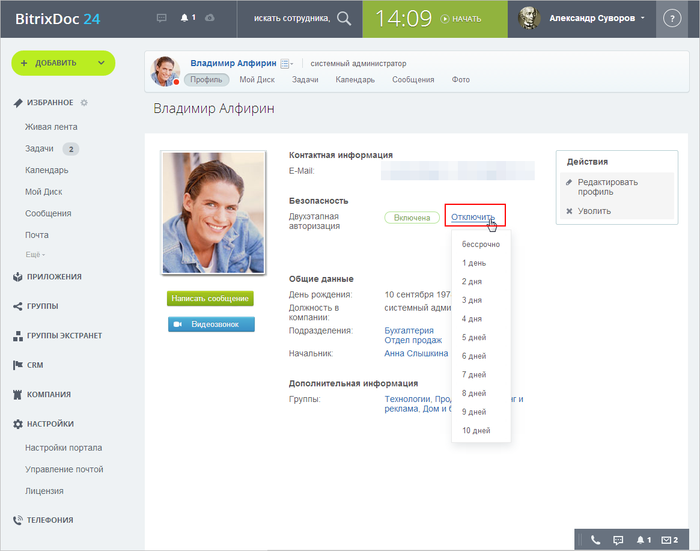 BitrixDoc 24
1
искать сотрудника,
14:09
НАЧАТЬ
Александр Суворов
?
+ ДОБАВИТЬ
ИЗБРАННОЕ
Живая лента
Задачи 2
Календарь
Мой Диск
Сообщения
Почта
Ещё
ПРИЛОЖЕНИЯ
ГРУППЫ
ГРУППЫ ЭКСТРАНЕТ
CRM
КОМПАНИЯ
НАСТРОЙКИ
Настройки портала
Управление почтой
Лицензия
ТЕЛЕФОНИЯ
Владимир Алфирин
системный администратор
Профиль
Мой Диск
Задачи
Календарь
Сообщения
Фото
Владимир Алфирин
Написать сообщение
Видеозвонок
Контактная информация
E-Mail:
Безопасность
Двухэтапная
авторизация
Включена
Отключить
бессрочно
1 день
2 дня
3 дня
4 дня
5 дней
6 дней
7 дней
8 дней
9 дней
10 дней
Общие данные
День рождения: 10 сентября 197
Должность в
компании:
системный адми
Подразделения: Бухгалтерия
Отдел продаж
Начальник: Анна Слышкина
Дополнительная информация
Группы: Технологии, Про г и
реклама, Дом и
Действия
Редактировать
профиль
Уволить
1
2